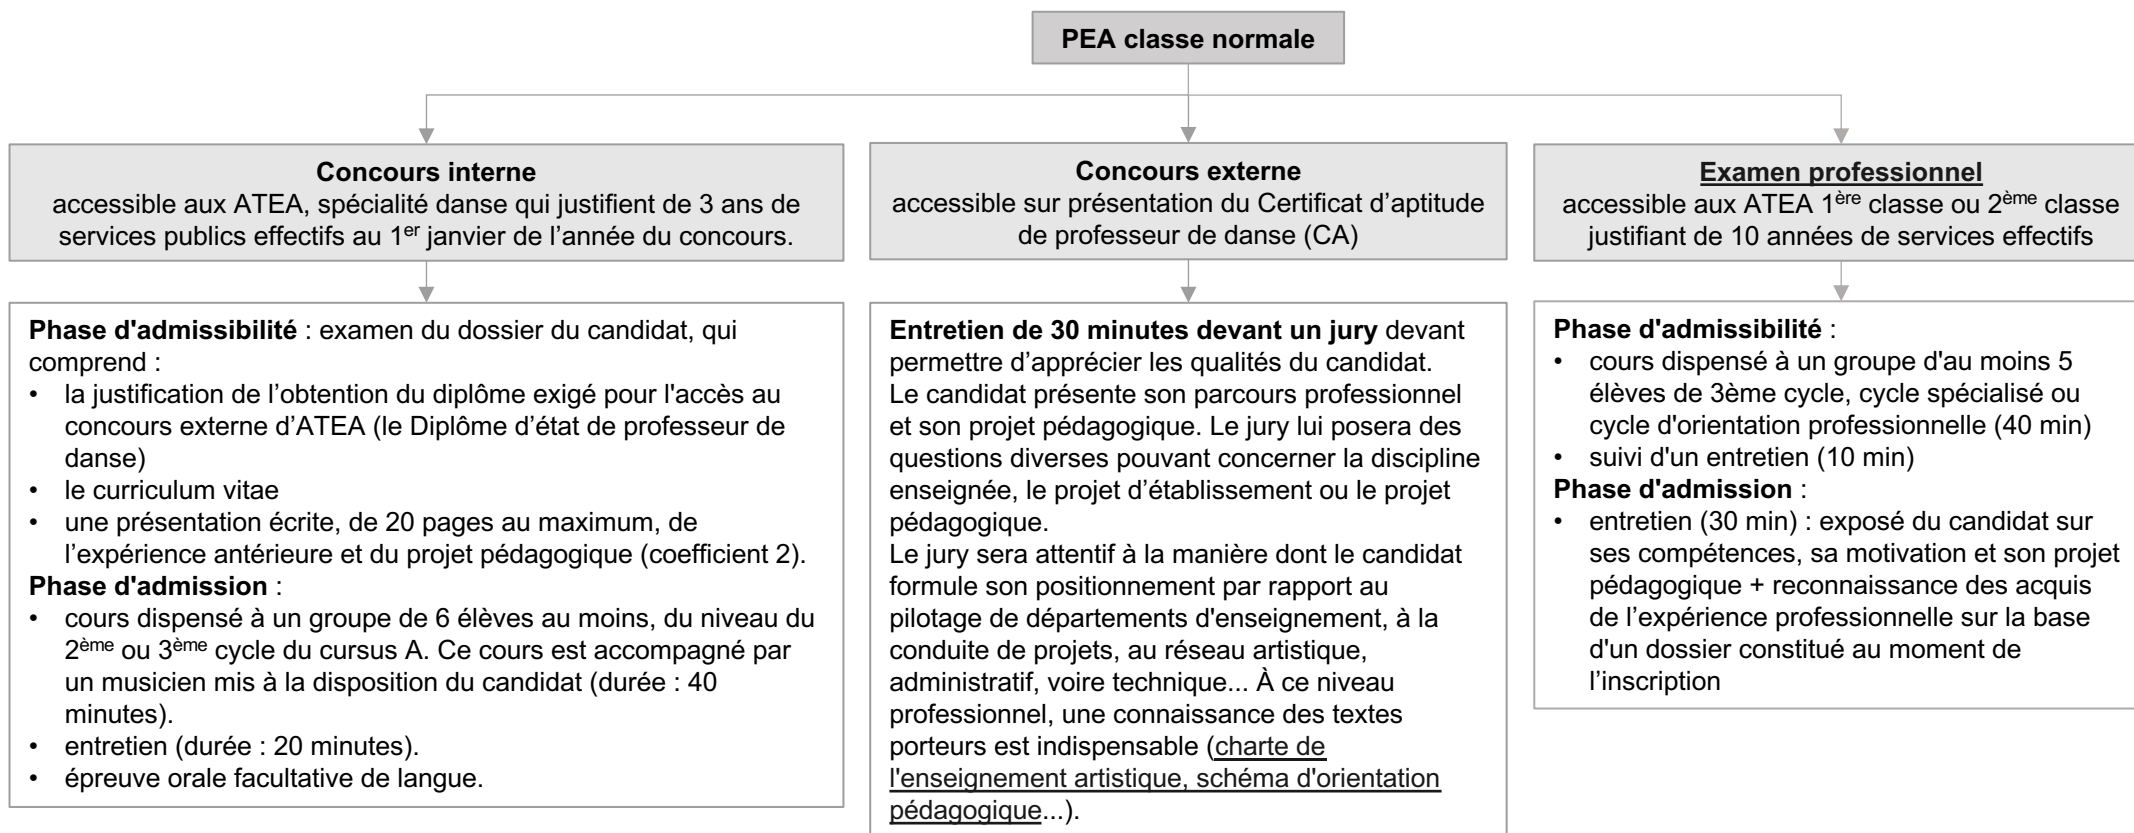 PEA classe normale
Concours interne
accessible aux ATEA, spécialité danse qui justifient de 3 ans de
services publics effectifs au 1er janvier de l’année du concours.
Phase d'admissibilité : examen du dossier du candidat, qui
comprend :
• la justification de l’obtention du diplôme exigé pour l'accès au
concours externe d’ATEA (le Diplôme d’état de professeur de
danse)
• le curriculum vitae
• une présentation écrite, de 20 pages au maximum, de
l’expérience antérieure et du projet pédagogique (coefficient 2).
Phase d'admission :
• cours dispensé à un groupe de 6 élèves au moins, du niveau du
2ème ou 3ème cycle du cursus A. Ce cours est accompagné par
un musicien mis à la disposition du candidat (durée : 40
minutes).
• entretien (durée : 20 minutes).
• épreuve orale facultative de langue.
Concours externe
accessible sur présentation du Certificat d’aptitude
de professeur de danse (CA)
Entretien de 30 minutes devant un jury devant
permettre d’apprécier les qualités du candidat.
Le candidat présente son parcours professionnel
et son projet pédagogique. Le jury lui posera des
questions diverses pouvant concerner la discipline
enseignée, le projet d’établissement ou le projet
pédagogique.
Le jury sera attentif à la manière dont le candidat
formule son positionnement par rapport au
pilotage de départements d'enseignement, à la
conduite de projets, au réseau artistique,
administratif, voire technique... À ce niveau
professionnel, une connaissance des textes
porteurs est indispensable (charte de
l'enseignement artistique, schéma d'orientation
pédagogique...).
Examen professionnel
accessible aux ATEA 1ère classe ou 2ème classe
justifiant de 10 années de services effectifs
Phase d'admissibilité :
• cours dispensé à un groupe d'au moins 5
élèves de 3ème cycle, cycle spécialisé ou
cycle d'orientation professionnelle (40 min)
• suivi d'un entretien (10 min)
Phase d'admission :
• entretien (30 min) : exposé du candidat sur
ses compétences, sa motivation et son projet
pédagogique + reconnaissance des acquis
de l’expérience professionnelle sur la base
d'un dossier constitué au moment de
l’inscription